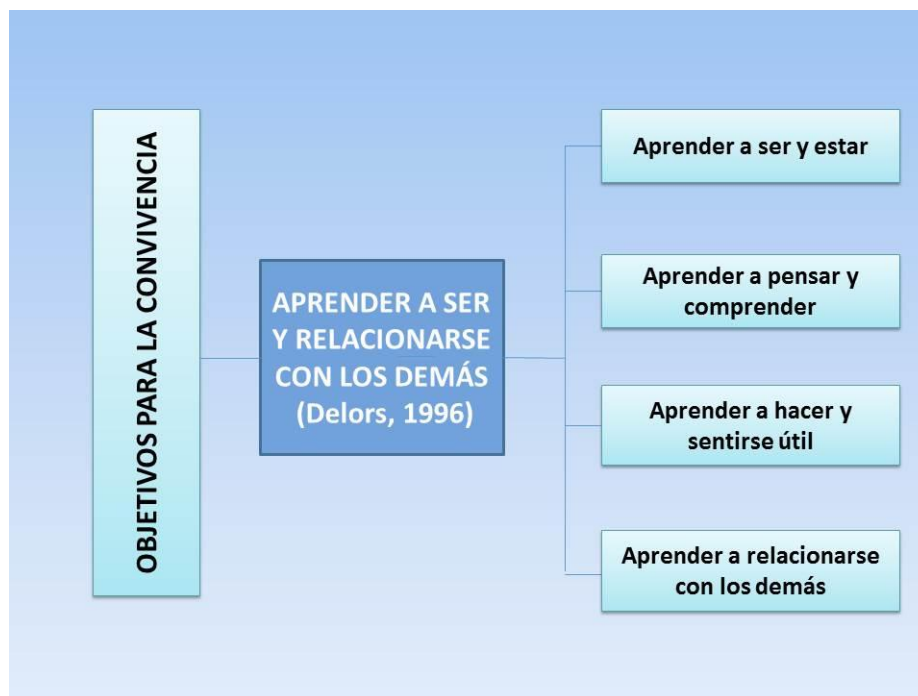 OBJETIVOS PARA LA CONVIVENCIA
APRENDER A SER
Y RELACIONARSE
CON LOS DEMÁS
(Delors, 1996)
Aprender a ser y estar
Aprender a pensar y
comprender
Aprender a hacer y
sentirse útil
Aprender a relacionarse
con los demás